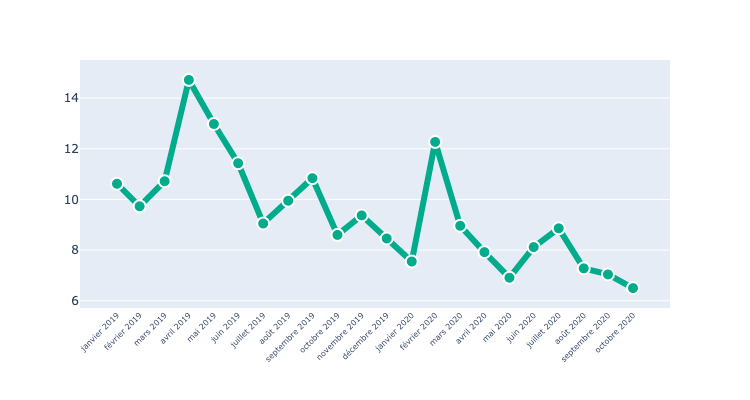 14
12
10
8
6
janvier 2019
février 2019
mars 2019
avril 2019
mai 2019
juin 2019
juillet 2019
août 2019
septembre 2019
octobre 2019
novembre 2019
décembre 2019
janvier 2020
février 2020
mars 2020
avril 2020
mai 2020
juin 2020
juillet 2020
août 2020
septembre 2020
octobre 2020